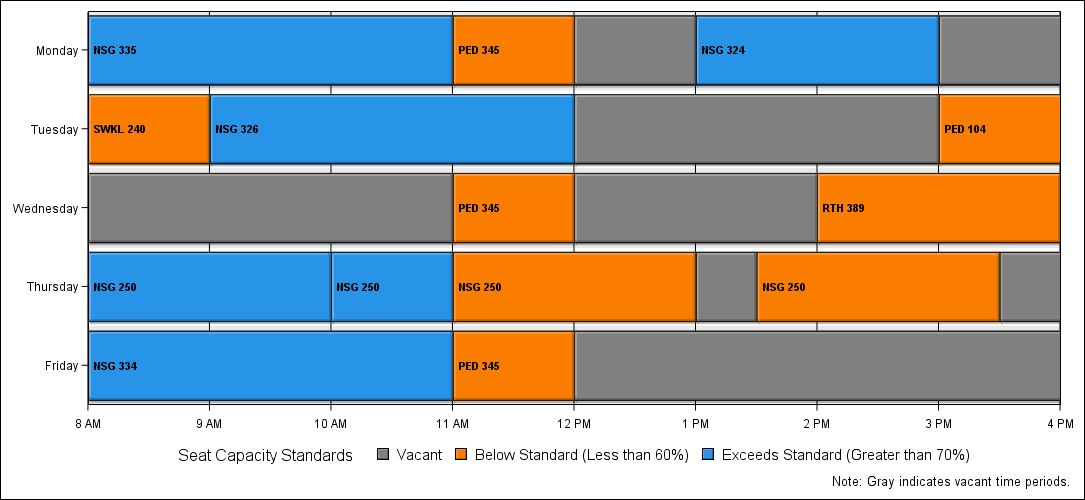 Monday
NSG 335
PED 345
NSG 324
Tuesday
SWKL 240
NSG 326
PED 104
Wednesday
PED 345
RTH 389
Thursday
NSG 250
NSG 250
NSG 250
NSG 250
Friday
NSG 334
PED 345
8 AM 9 AM 10 AM 11 AM 12 PM 1 PM 2 PM 3 PM 4 PM
Seat Capacity Standards Vacant Below Standard (Less than 60%) Exceeds Standard (Greater than 70%)
Note: Gray indicates vacant time periods.